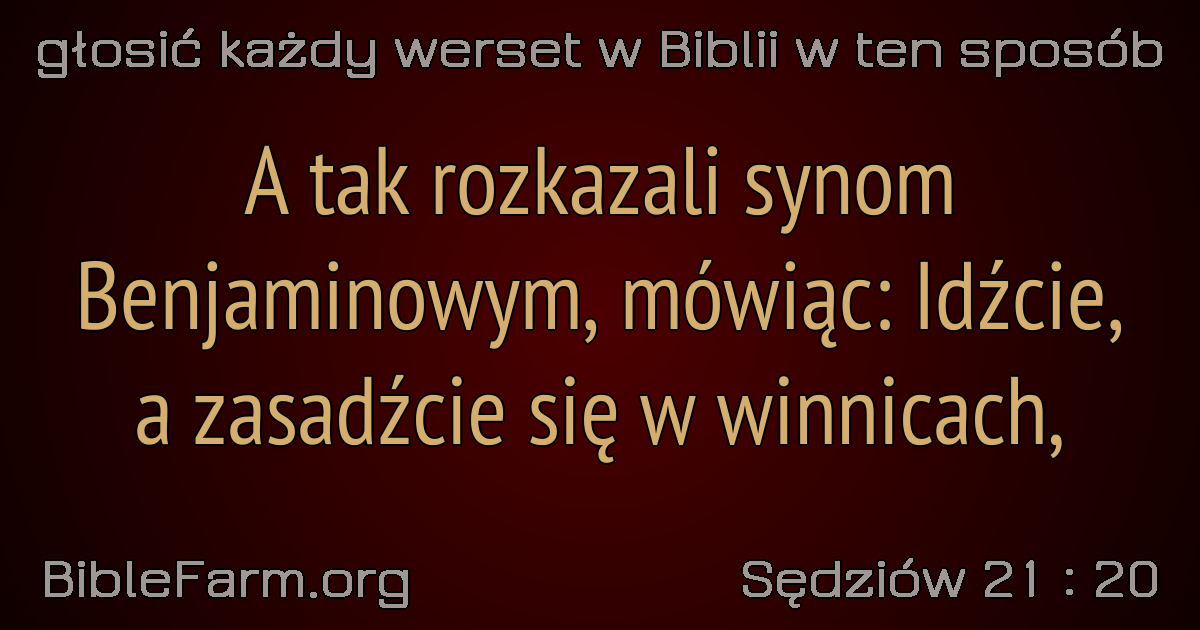 głosić każdy werset w Biblii w ten sposób
A tak rozkazali synom
Benjaminowym, mówiąc: Idźcie,
a zasadźcie się w winnicach,
BibleFarm.org
Sędziów 21 : 20